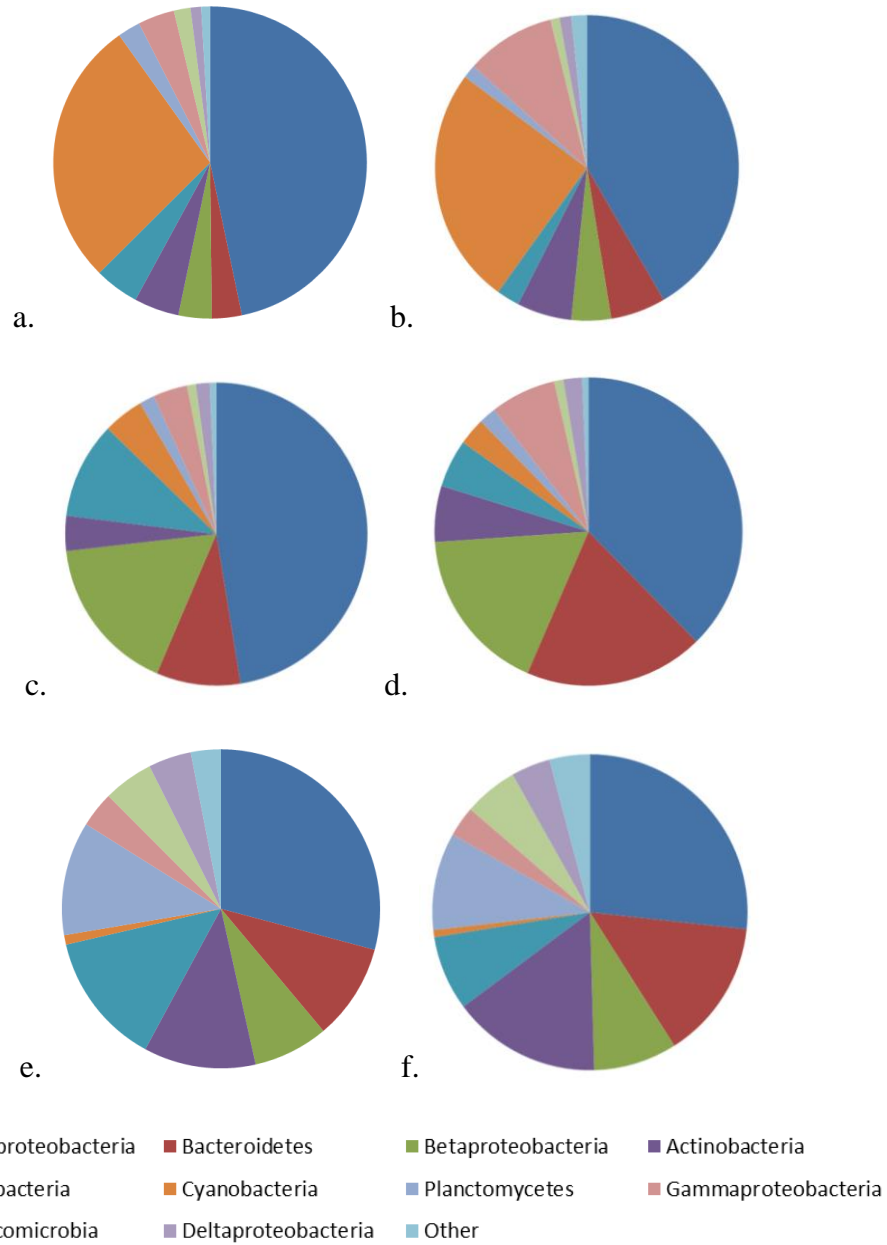 a.
b.
c.
d.
e.
f.
proteobacteria Bacteroidetes Betaproteobacteria Actinobacteria
bacteria Cyanobacteria Planctomycetes Gammaproteobacteria
comicrobia Deltaproteobacteria Other